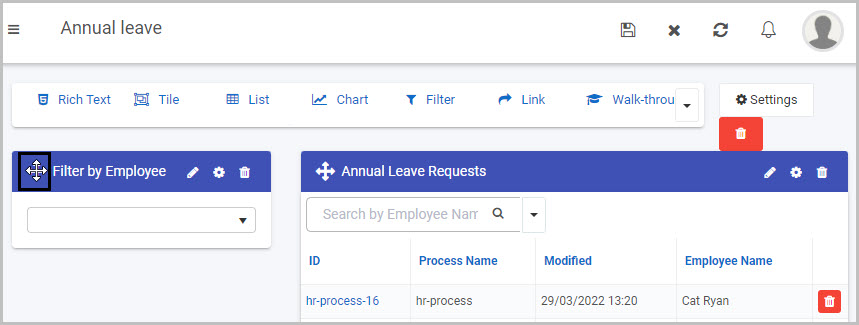 Annual leave
Rich Text Tile List Chart Filter Link Walk-throu Settings
Filter by Employee Annual Leave Requests
Search by Employee Nam
ID Process Name Modified Employee Name
hr-process-16 hr-process 29/03/2022 13:20 Cat Ryan